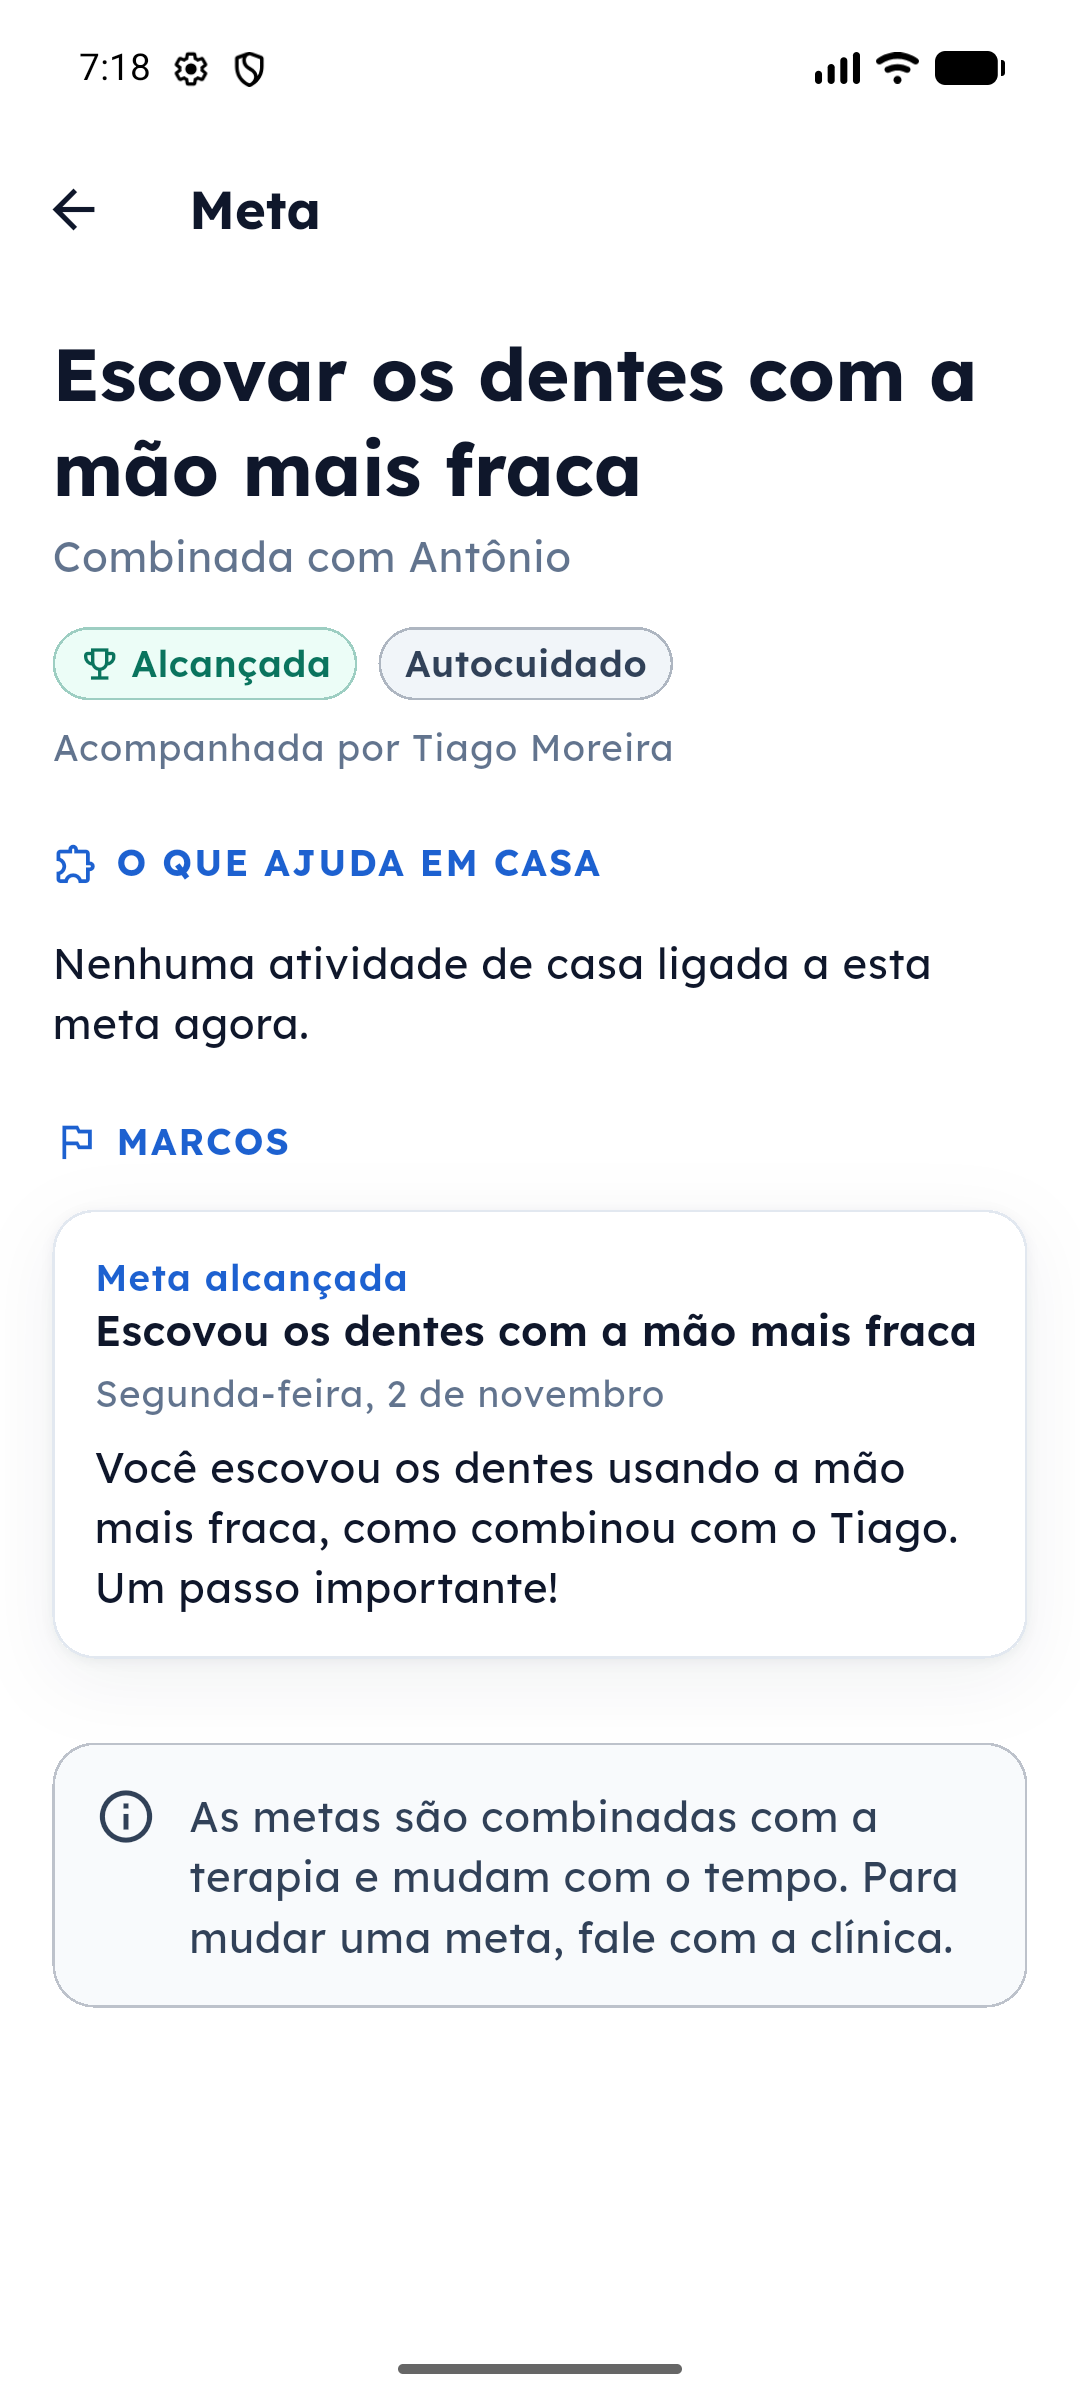 7:18
Meta
Escovar os dentes com a
mão mais fraca
Combinada com Antônio
Alcançada
Autocuidado
Acompanhada por Tiago Moreira
O QUE AJUDA EM CASA
Nenhuma atividade de casa ligada a esta
meta agora.
MARCOS
Meta alcançada
Escovou os dentes com a mão mais fraca
Segunda-feira, 2 de novembro
Você escovou os dentes usando a mão
mais fraca, como combinou com o Tiago.
Um passo importante!
As metas são combinadas com a
terapia e mudam com o tempo. Para
mudar uma meta, fale com a clínica.